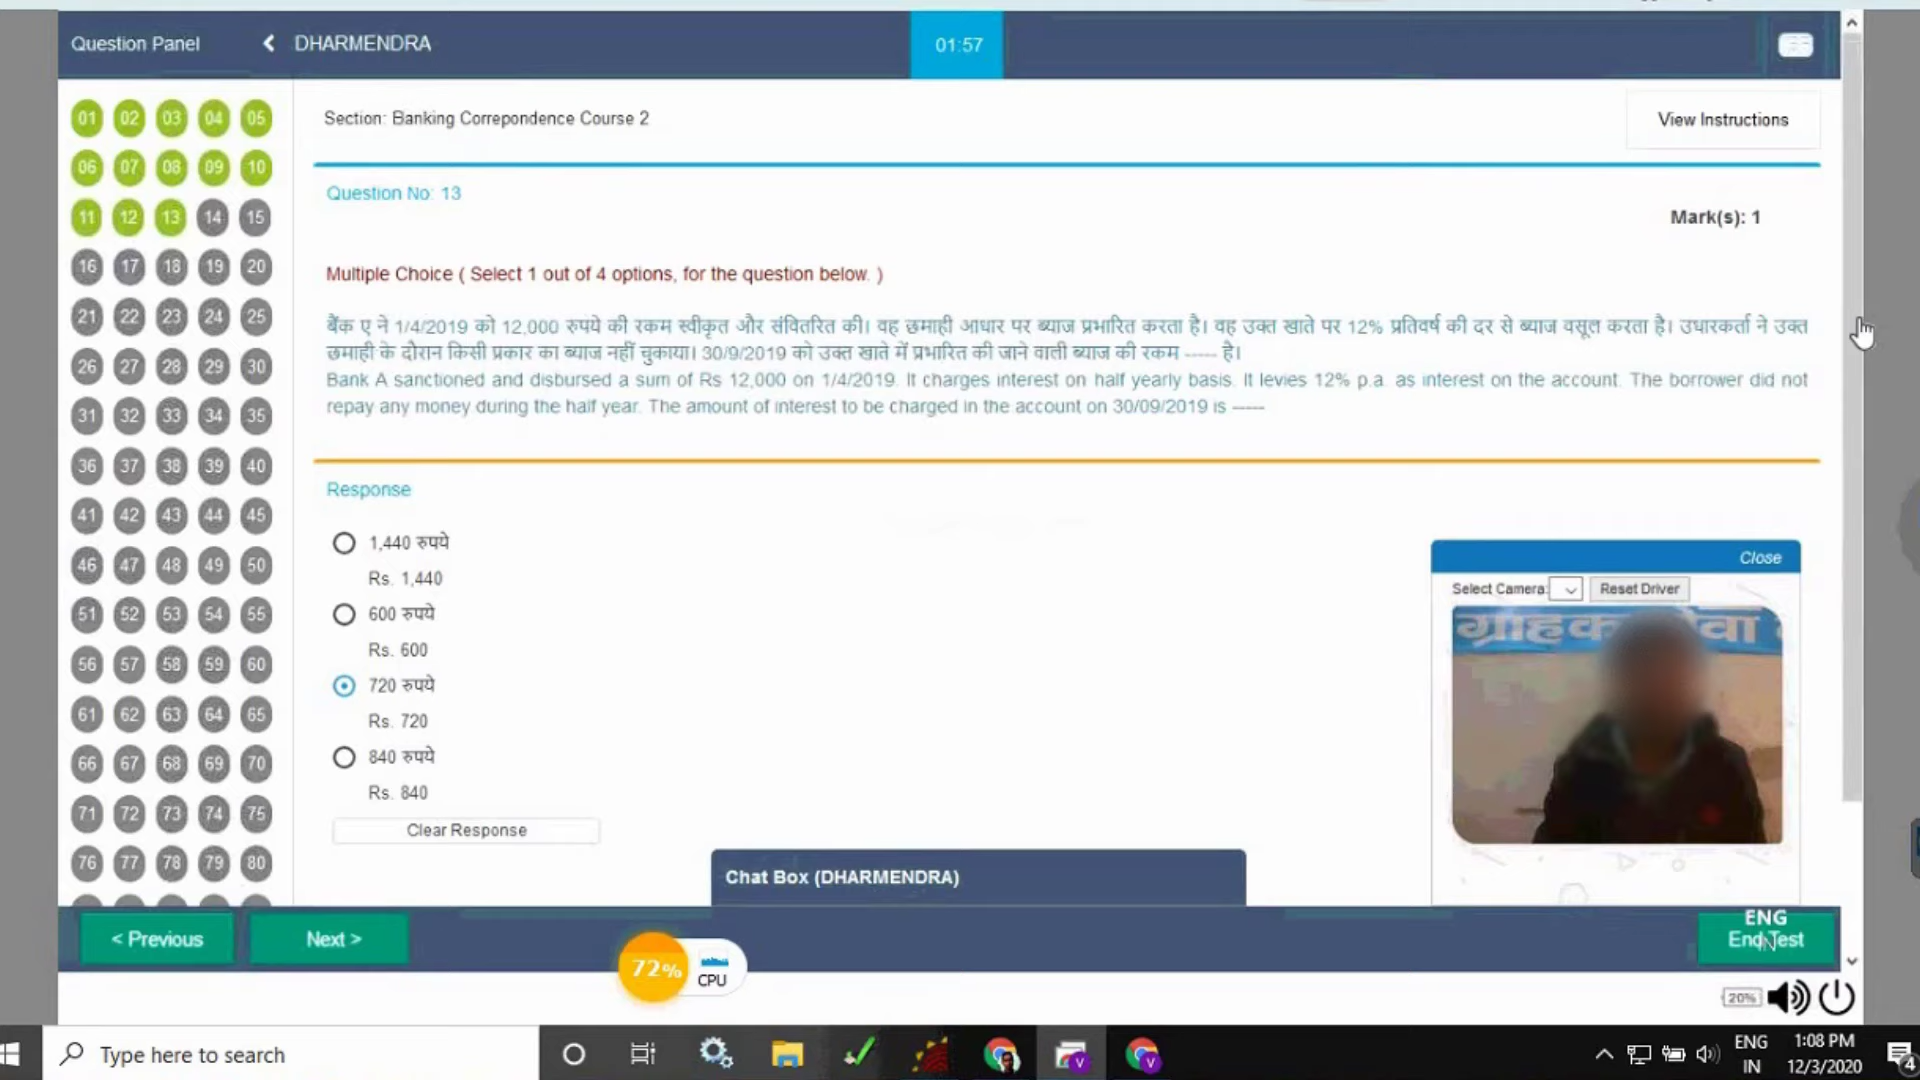 Question Panel
DHARMENDRA
01:57
01 02 03 04 05
06 07 08 09 10
11 12 13 14 15
16 17 18 19 20
21 22 23 24 25
26 27 28 29 30
31 32 33 34 35
36 37 38 39 40
41 42 43 44 45
46 47 48 49 50
51 52 53 54 55
56 57 58 59 60
61 62 63 64 65
66 67 68 69 70
71 72 73 74 75
76 77 78 79 80
Section: Banking Correpondence Course 2
View Instructions
Question No: 13
Mark(s): 1
Multiple Choice ( Select 1 out of 4 options, for the question below. )
बैंक ए ने 1/4/2019 को 12,000 रुपये की रकम स्वीकृत और संवितरित की। वह छमाही आधार पर ब्याज प्रभारित करता है। वह उक्त खाते पर 12% प्रतिवर्ष की दर से ब्याज वसूल करता है। उधारकर्ता ने उक्त
छमाही के दौरान किसी प्रकार का ब्याज नहीं चुकाया। 30/9/2019 को उक्त खाते में प्रभारित की जाने वाली ब्याज की रकम ----- है।
Bank A sanctioned and disbursed a sum of Rs 12,000 on 1/4/2019. It charges interest on half yearly basis. It levies 12% p.a. as interest on the account. The borrower did not
repay any money during the half year. The amount of interest to be charged in the account on 30/09/2019 is -----
Response
1,440 रुपये
Rs. 1,440
600 रुपये
Rs. 600
720 रुपये
Rs. 720
840 रुपये
Rs. 840
Clear Response
Close
Select Camera:
Reset Driver
ग्राहक
Chat Box (DHARMENDRA)
< Previous
Next >
ENG
End Test
72%
CPU
20%
Type here to search
ENG
IN
1:08 PM
12/3/2020
4